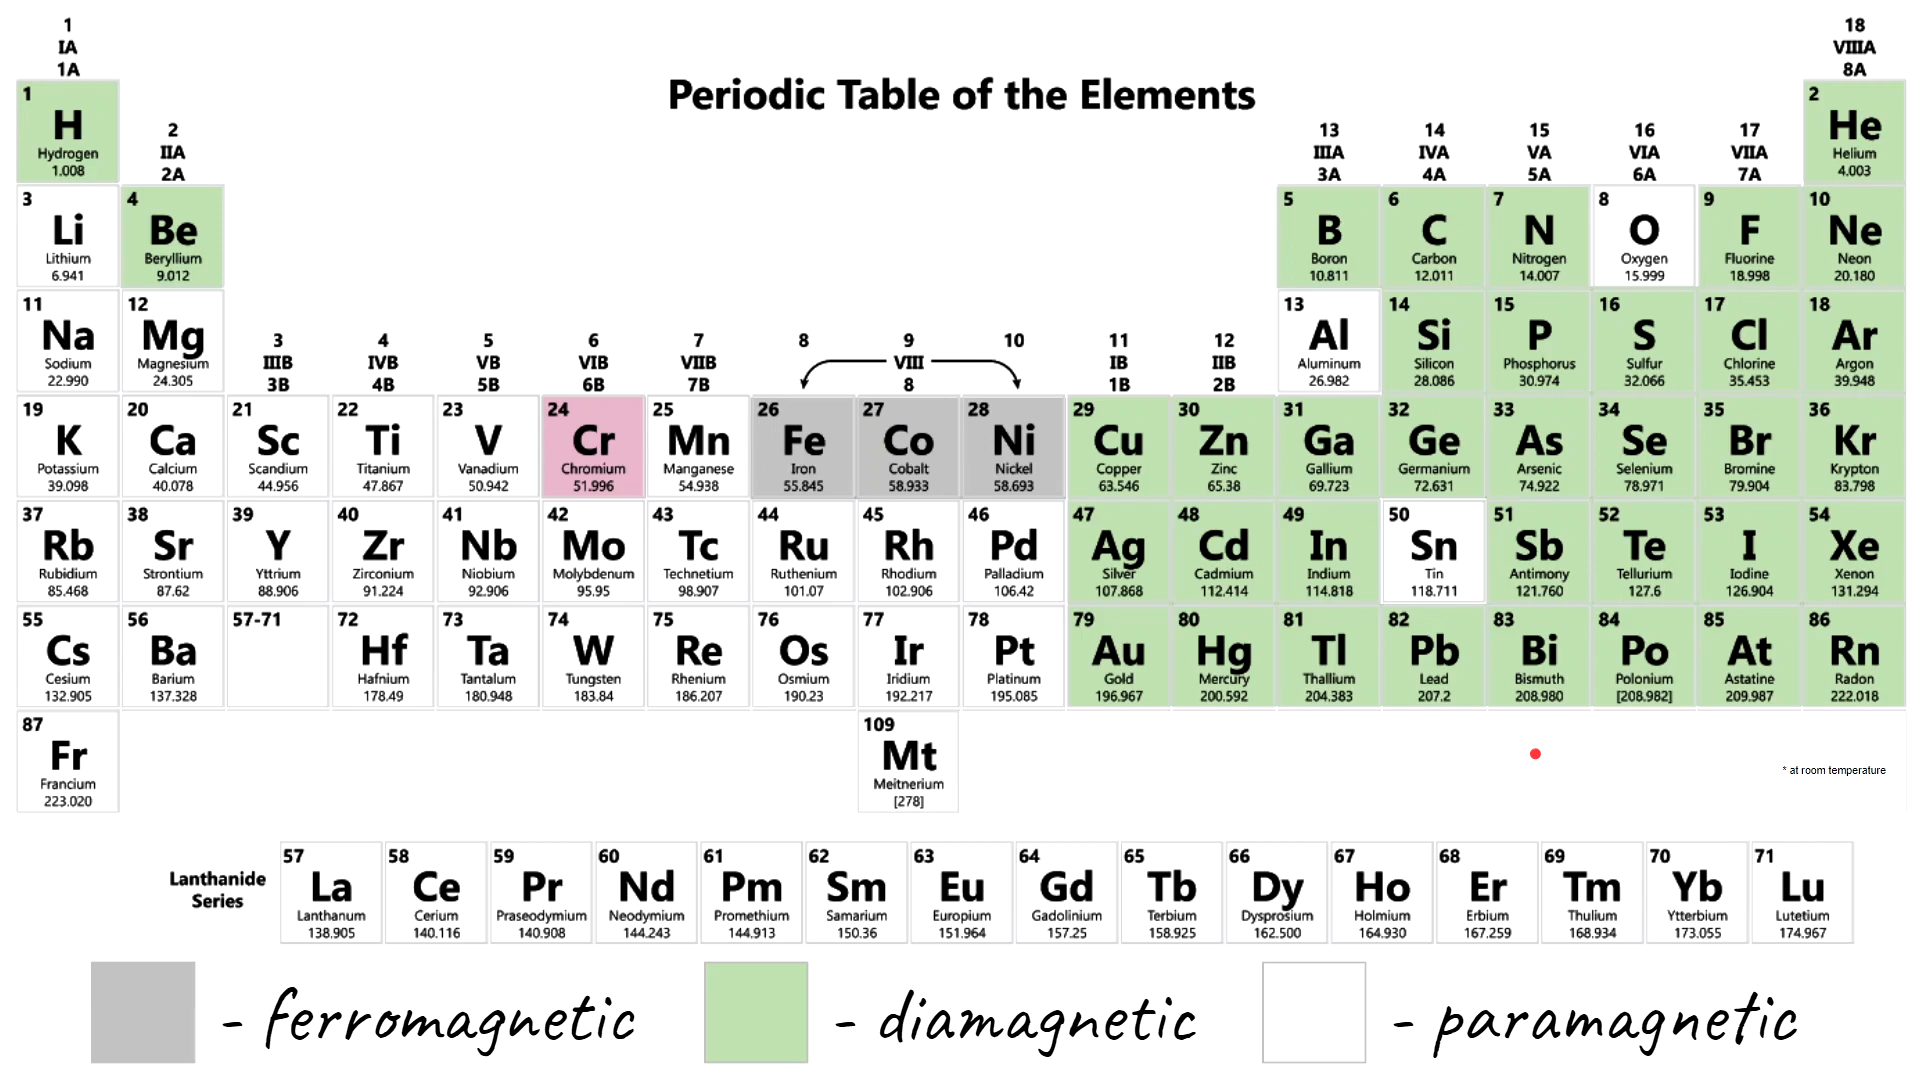 1
IA
1A
18
VIIIA
8A
Periodic Table of the Elements
1
H
Hydrogen
1.008
2
IIA
2A
13
IIIA
3A
14
IVA
4A
15
VA
5A
16
VIA
6A
17
VIIA
7A
2
He
Helium
4.003
3
Li
Lithium
6.941
4
Be
Beryllium
9.012
5
B
Boron
10.811
6
C
Carbon
12.011
7
N
Nitrogen
14.007
8
O
Oxygen
15.999
9
F
Fluorine
18.998
10
Ne
Neon
20.180
11
Na
Sodium
22.990
12
Mg
Magnesium
24.305
3
IIIB
3B
4
IVB
4B
5
VB
5B
6
VIB
6B
7
VIIB
7B
8
9
VIII
8
10
11
IB
1B
12
IIB
2B
13
Al
Aluminum
26.982
14
Si
Silicon
28.086
15
P
Phosphorus
30.974
16
S
Sulfur
32.066
17
Cl
Chlorine
35.453
18
Ar
Argon
39.948
19
K
Potassium
39.098
20
Ca
Calcium
40.078
21
Sc
Scandium
44.956
22
Ti
Titanium
47.867
23
V
Vanadium
50.942
24
Cr
Chromium
51.996
25
Mn
Manganese
54.938
26
Fe
Iron
55.845
27
Co
Cobalt
58.933
28
Ni
Nickel
58.693
29
Cu
Copper
63.546
30
Zn
Zinc
65.38
31
Ga
Gallium
69.723
32
Ge
Germanium
72.631
33
As
Arsenic
74.922
34
Se
Selenium
78.971
35
Br
Bromine
79.904
36
Kr
Krypton
83.798
37
Rb
Rubidium
85.468
38
Sr
Strontium
87.62
39
Y
Yttrium
88.906
40
Zr
Zirconium
91.224
41
Nb
Niobium
92.906
42
Mo
Molybdenum
95.95
43
Tc
Technetium
98.907
44
Ru
Ruthenium
101.07
45
Rh
Rhodium
102.906
46
Pd
Palladium
106.42
47
Ag
Silver
107.868
48
Cd
Cadmium
112.414
49
In
Indium
114.818
50
Sn
Tin
118.711
51
Sb
Antimony
121.760
52
Te
Tellurium
127.6
53
I
Iodine
126.904
54
Xe
Xenon
131.294
55
Cs
Cesium
132.905
56
Ba
Barium
137.328
57-71
72
Hf
Hafnium
178.49
73
Ta
Tantalum
180.948
74
W
Tungsten
183.84
75
Re
Rhenium
186.207
76
Os
Osmium
190.23
77
Ir
Iridium
192.217
78
Pt
Platinum
195.085
79
Au
Gold
196.967
80
Hg
Mercury
200.592
81
Tl
Thallium
204.383
82
Pb
Lead
207.2
83
Bi
Bismuth
208.980
84
Po
Polonium
[208.982]
85
At
Astatine
209.987
86
Rn
Radon
222.018
87
Fr
Francium
223.020
109
Mt
Meitnerium
[278]
* at room temperature
Lanthanide
Series
57
La
Lanthanum
138.905
58
Ce
Cerium
140.116
59
Pr
Praseodymium
140.908
60
Nd
Neodymium
144.243
61
Pm
Promethium
144.913
62
Sm
Samarium
150.36
63
Eu
Europium
151.964
64
Gd
Gadolinium
157.25
65
Tb
Terbium
158.925
66
Dy
Dysprosium
162.500
67
Ho
Holmium
164.930
68
Er
Erbium
167.259
69
Tm
Thulium
168.934
70
Yb
Ytterbium
173.055
71
Lu
Lutetium
174.967
- ferromagnetic
- diamagnetic
- paramagnetic